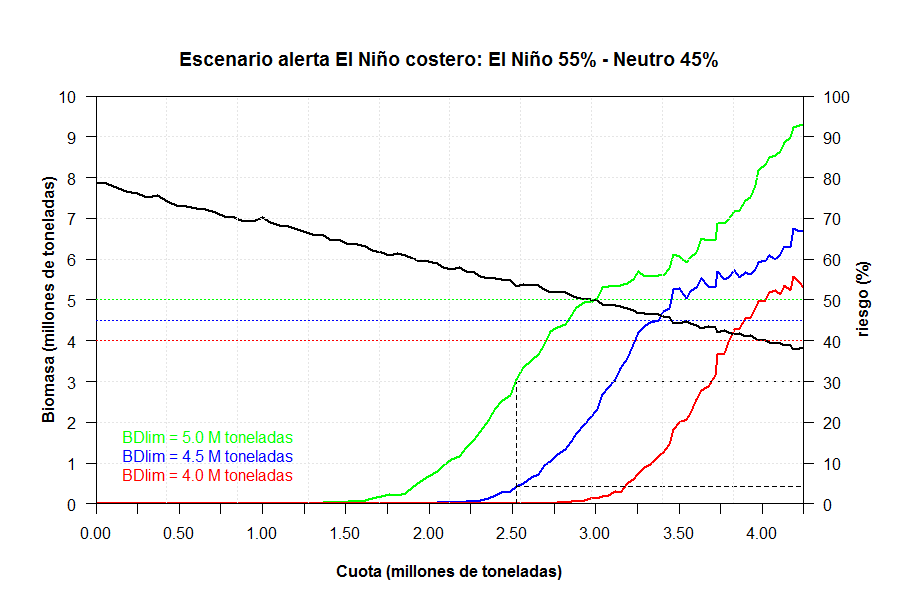 Escenario alerta El Niño costero: El Niño 55% - Neutro 45%
10
9
8
7
6
5
4
3
2
1
0
Biomasa (millones de toneladas)
100
90
80
70
60
50
40
30
20
10
0
riesgo (%)
BDlim = 5.0 M toneladas
BDlim = 4.5 M toneladas
BDlim = 4.0 M toneladas
0.00 0.50 1.00 1.50 2.00 2.50 3.00 3.50 4.00
Cuota (millones de toneladas)